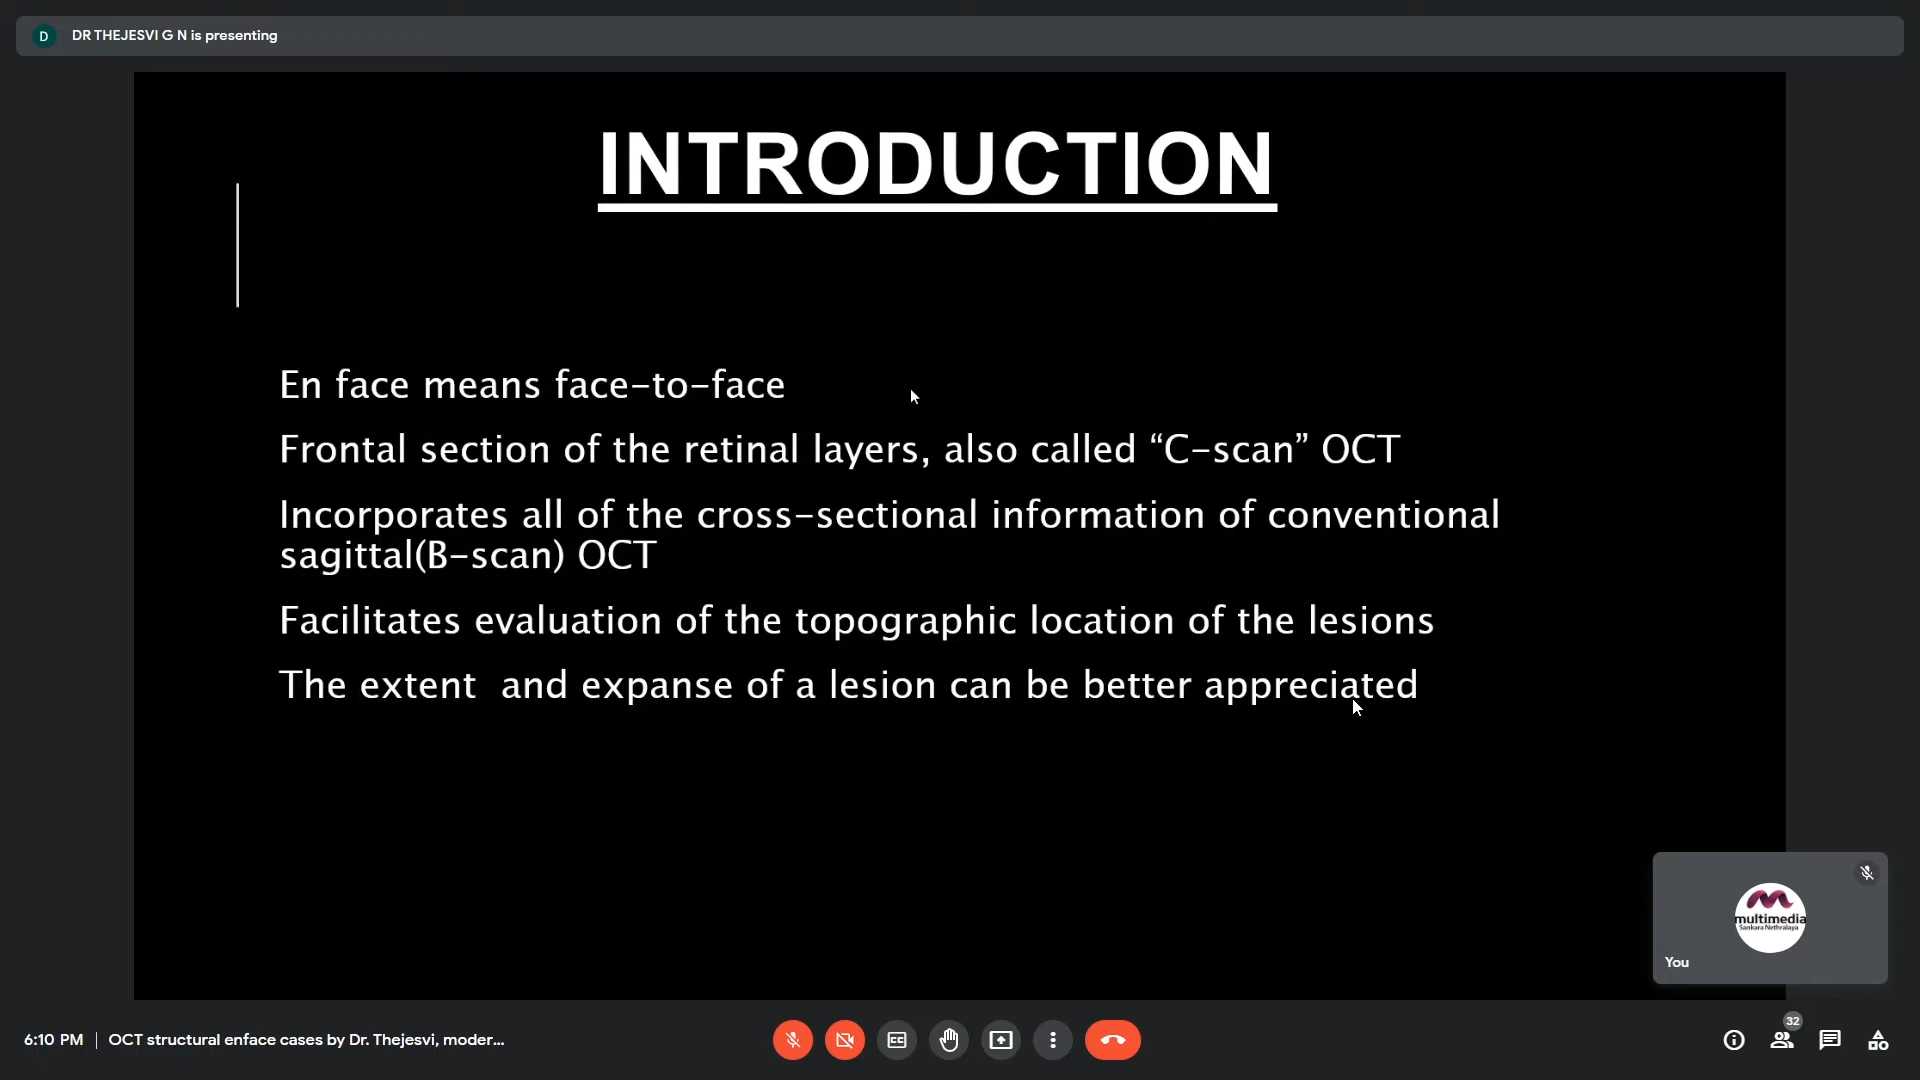 D DR THEJESVI G N is presenting
INTRODUCTION
En face means face-to-face
Frontal section of the retinal layers, also called “C-scan” OCT
Incorporates all of the cross-sectional information of conventional
sagittal(B-scan) OCT
Facilitates evaluation of the topographic location of the lesions
The extent  and expanse of a lesion can be better appreciated
multimedia
Sankara Nethralaya
You
6:10 PM | OCT structural enface cases by Dr. Thejesvi, moder...
CC
32